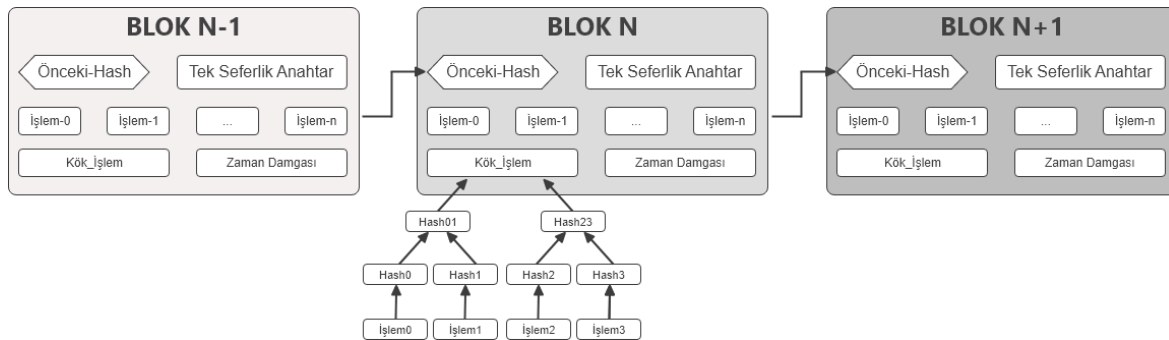 BLOK N-1
Önceki-Hash
Tek Seferlik Anahtar
İşlem-0
İşlem-1
...
İşlem-n
Kök_İşlem
Zaman Damgası
BLOK N
Önceki-Hash
Tek Seferlik Anahtar
İşlem-0
İşlem-1
...
İşlem-n
Kök_İşlem
Zaman Damgası
BLOK N+1
Önceki-Hash
Tek Seferlik Anahtar
İşlem-0
İşlem-1
...
İşlem-n
Kök_İşlem
Zaman Damgası
Hash01
Hash23
Hash0
Hash1
Hash2
Hash3
İşlem0
İşlem1
İşlem2
İşlem3